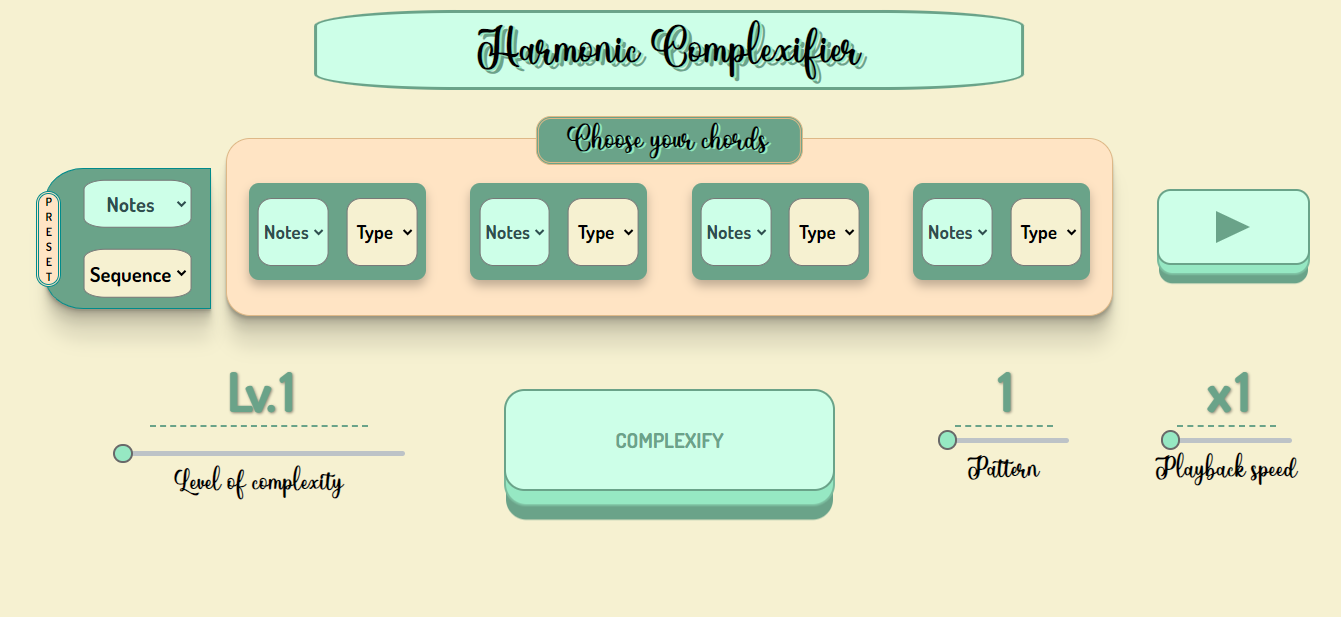 Harmonic Complexifier
Choose your chords
PRESET
Notes
Sequence
Notes Type Notes Type Notes Type Notes Type
Lv.1
Level of complexity
COMPLEXIFY
1
Pattern
x1
Playback speed